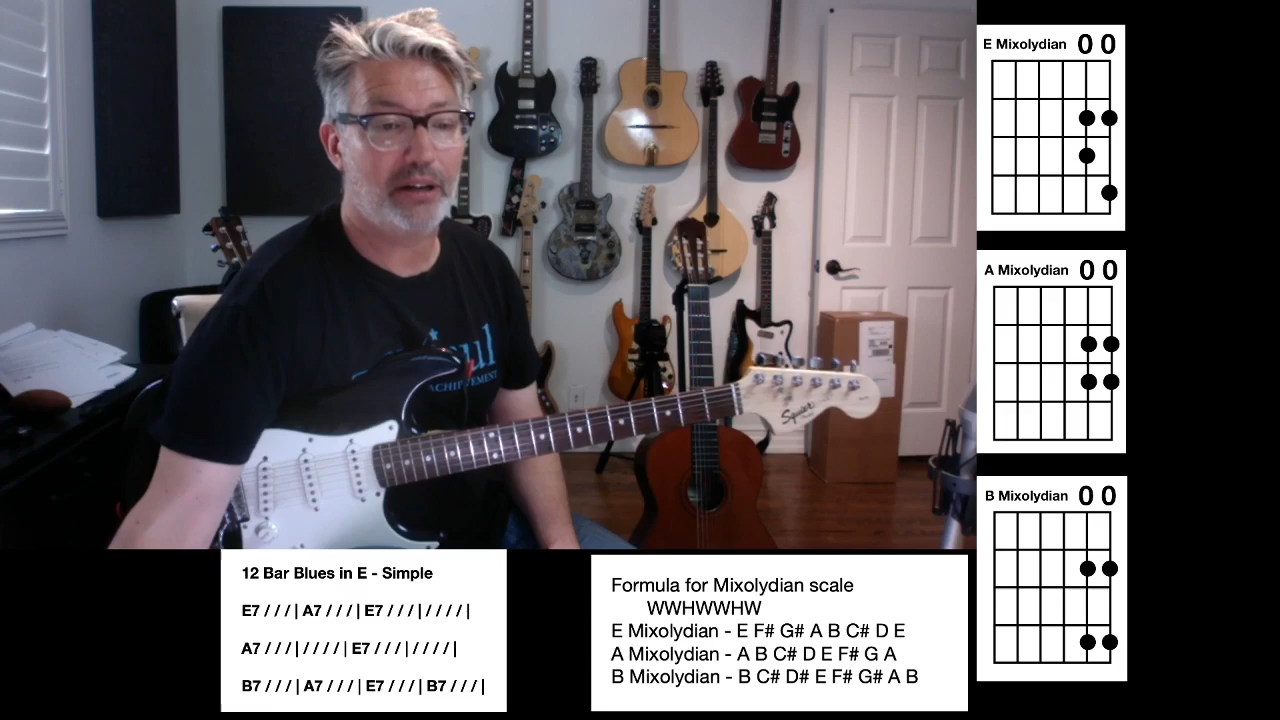 E Mixolydian 0 0
A Mixolydian 0 0
B Mixolydian 0 0
ACHIEVEMENT
Squier
12 Bar Blues in E - Simple
E7 / / / | A7 / / / | E7 / / / | / / / / |
A7 / / / | / / / / | E7 / / / | / / / / |
B7 / / / | A7 / / / | E7 / / / | B7 / / / |
Formula for Mixolydian scale
WWHWWHW
E Mixolydian - E F# G# A B C# D E
A Mixolydian - A B C# D E F# G A
B Mixolydian - B C# D# E F# G# A B